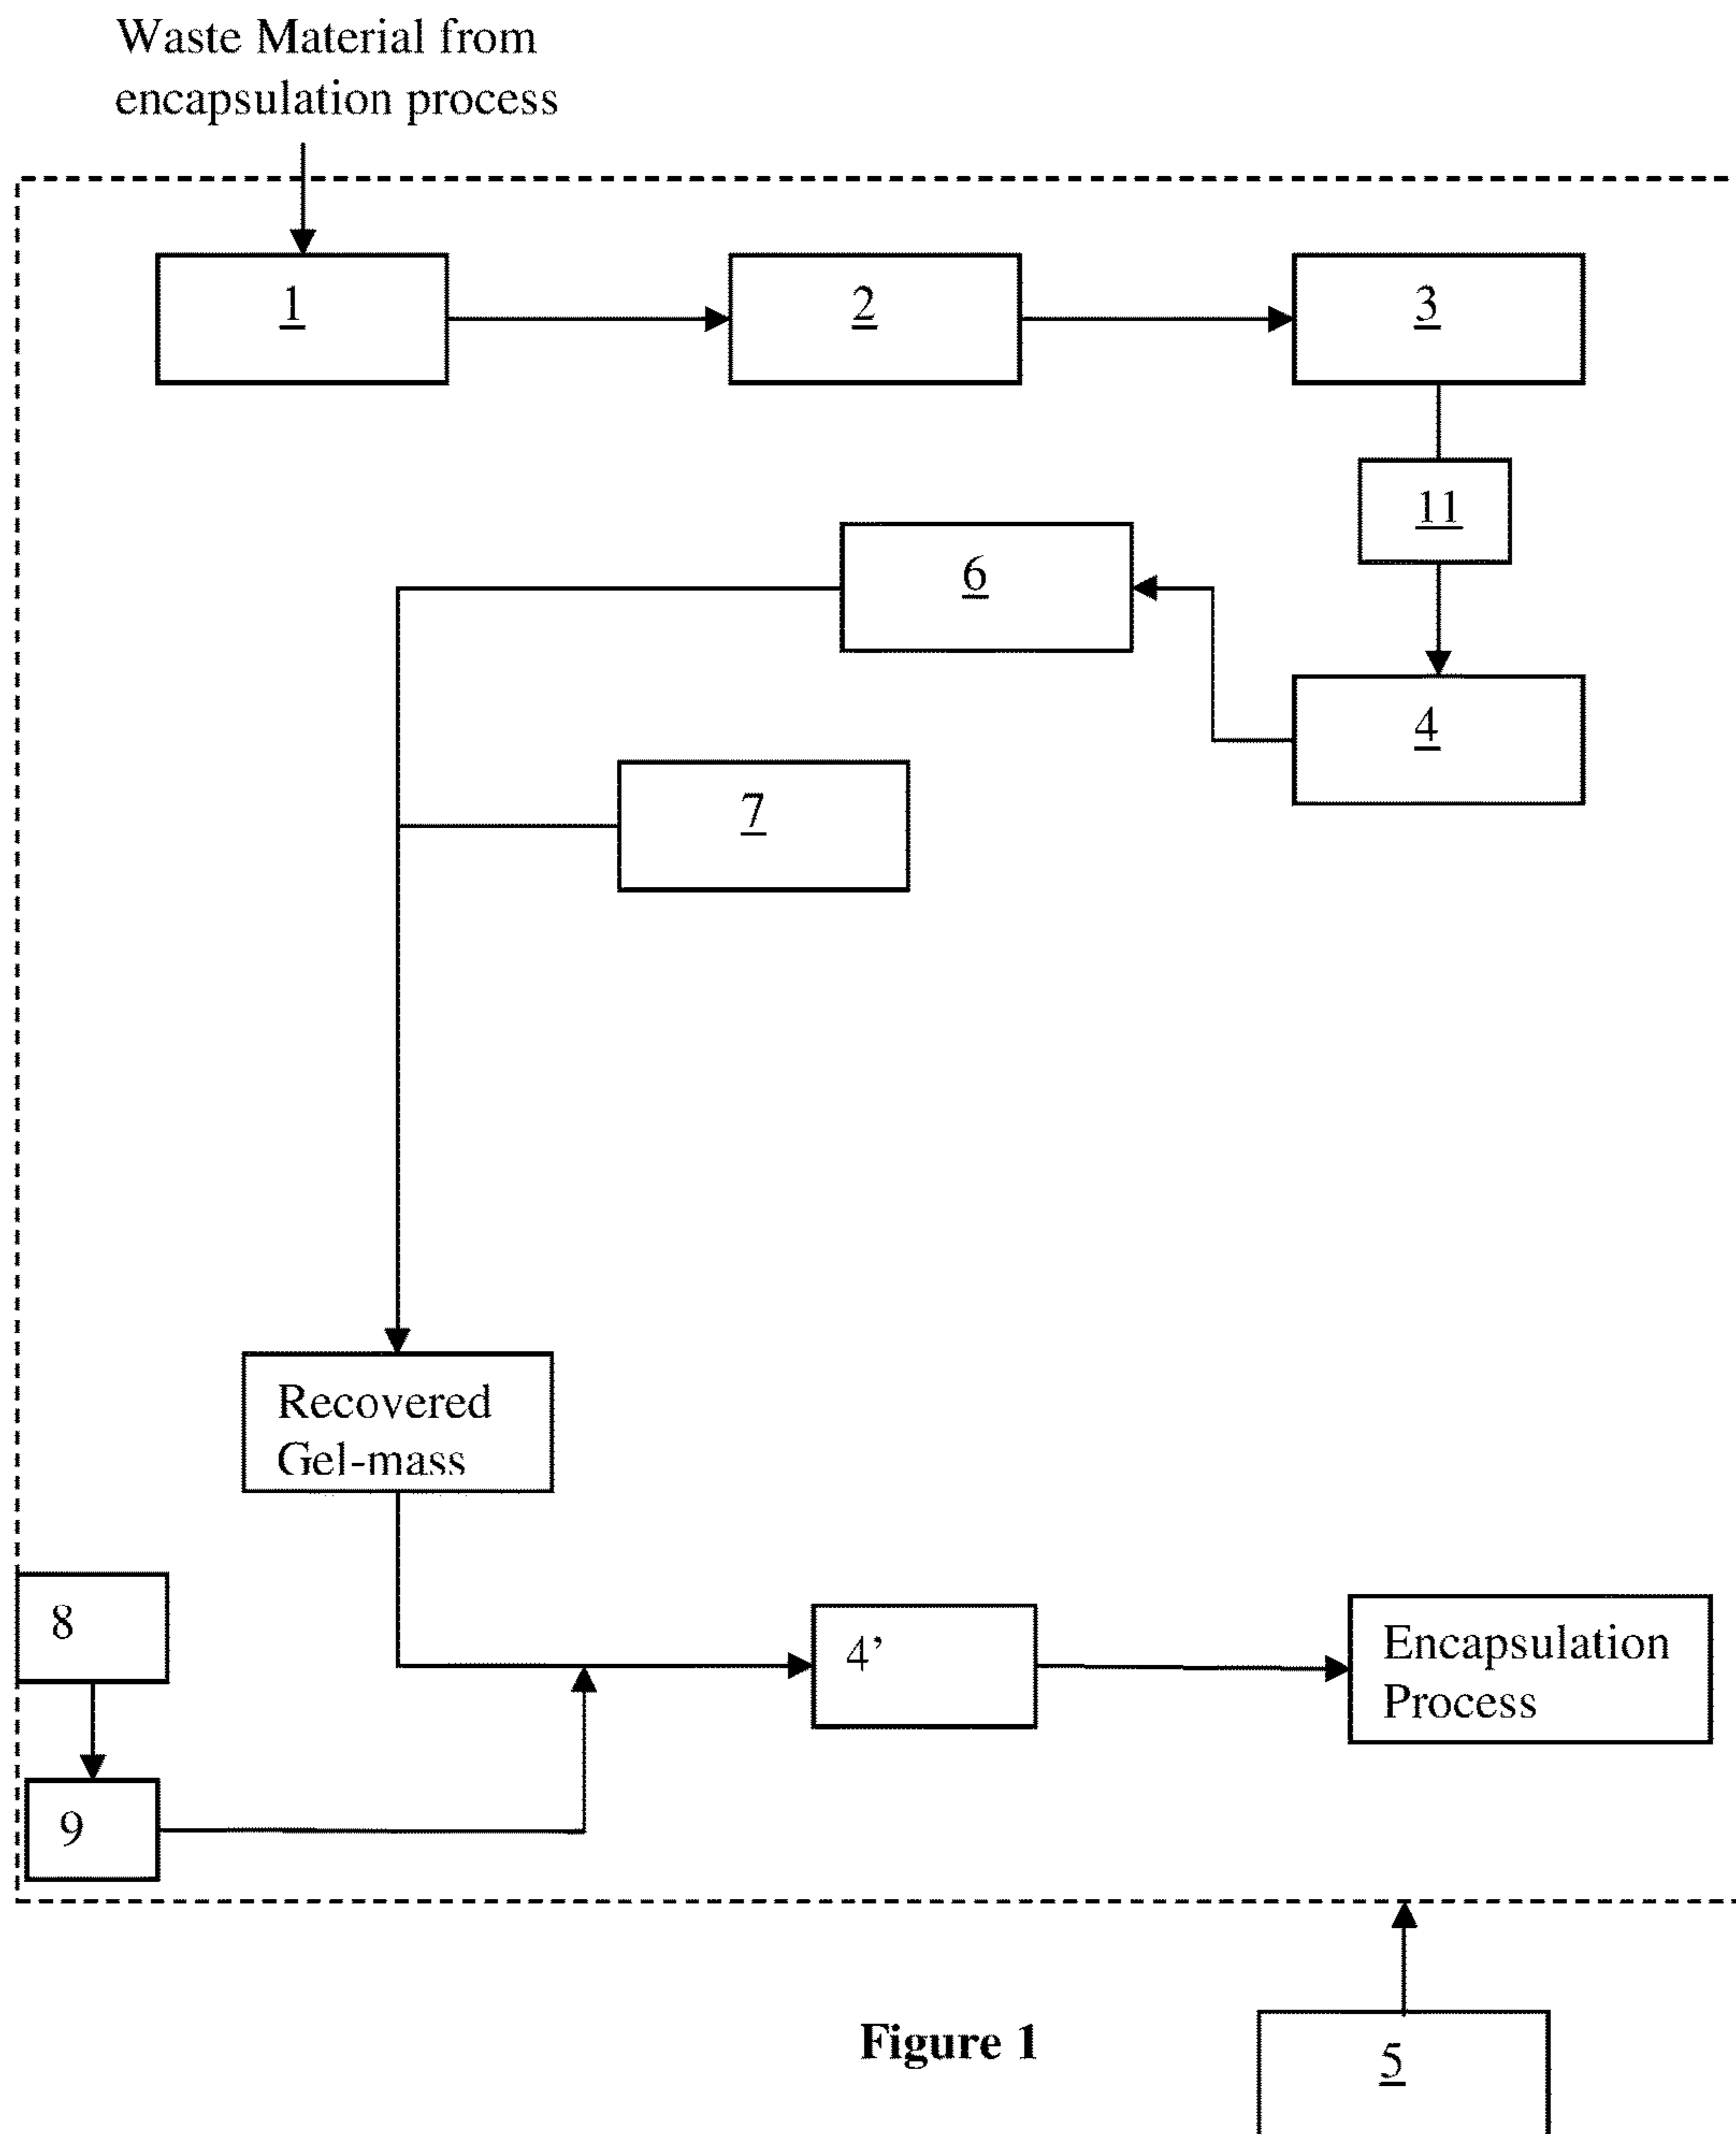 Waste Material from
encapsulation process
1
2
3
11
6
4
7
Recovered
Gel-mass
8
4’
Encapsulation
Process
9
Figure 1
5